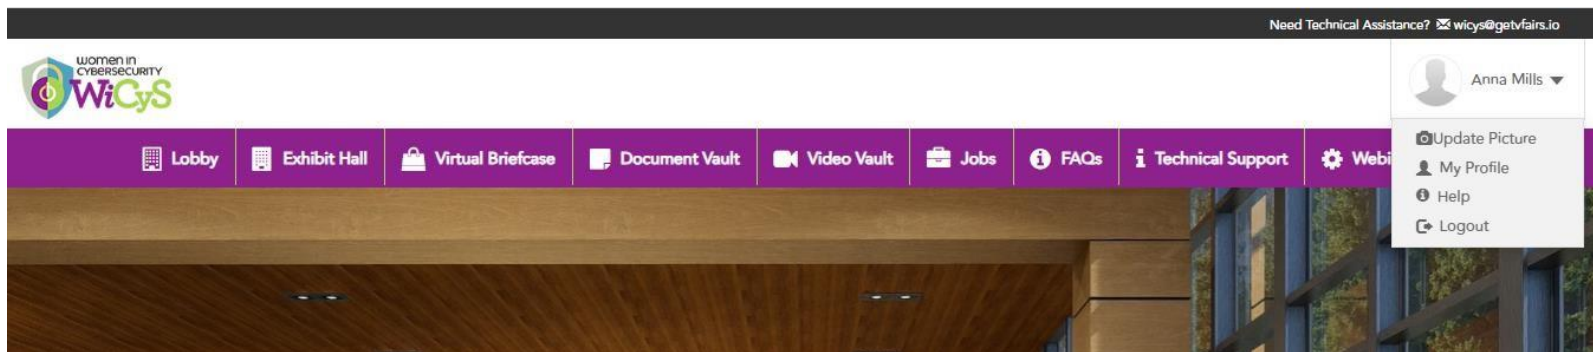 Need Technical Assistance? wicys@getvfairs.io
women in
CYBERSECURITY
WiCyS
Anna Mills
Lobby
Exhibit Hall
Virtual Briefcase
Document Vault
Video Vault
Jobs
FAQs
Technical Support
Webi
Update Picture
My Profile
Help
Logout